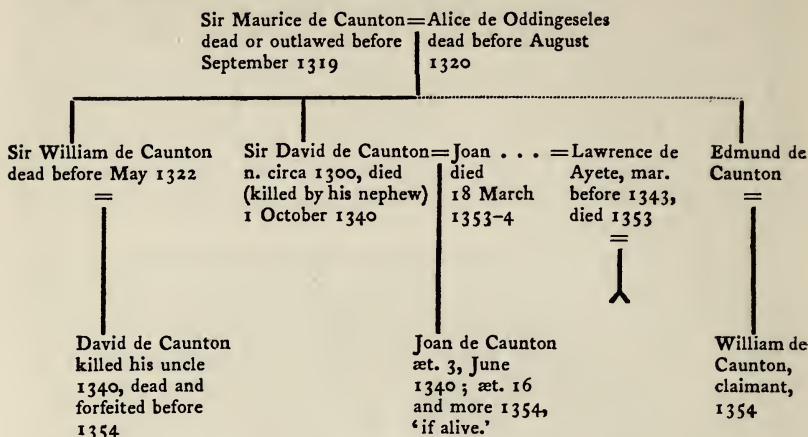 Sir Maurice de Caunton=Alice de Oddingeseles
dead or outlawed before
September 1319
dead before August
1320
Sir William de Caunton
dead before May 1322
=
Sir David de Caunton=Joan . . . =Lawrence de
n. circa 1300, died
(killed by his nephew)
1 October 1340
died
18 March
1353-4
Ayete, mar.
before 1343,
died 1353
=
Edmund de
Caunton
=
David de Caunton
killed his uncle
1340, dead and
forfeited before
1354
Joan de Caunton
æt. 3, June
1340 ; æt. 16
and more 1354,
‘if alive.’
William de
Caunton,
claimant,
1354